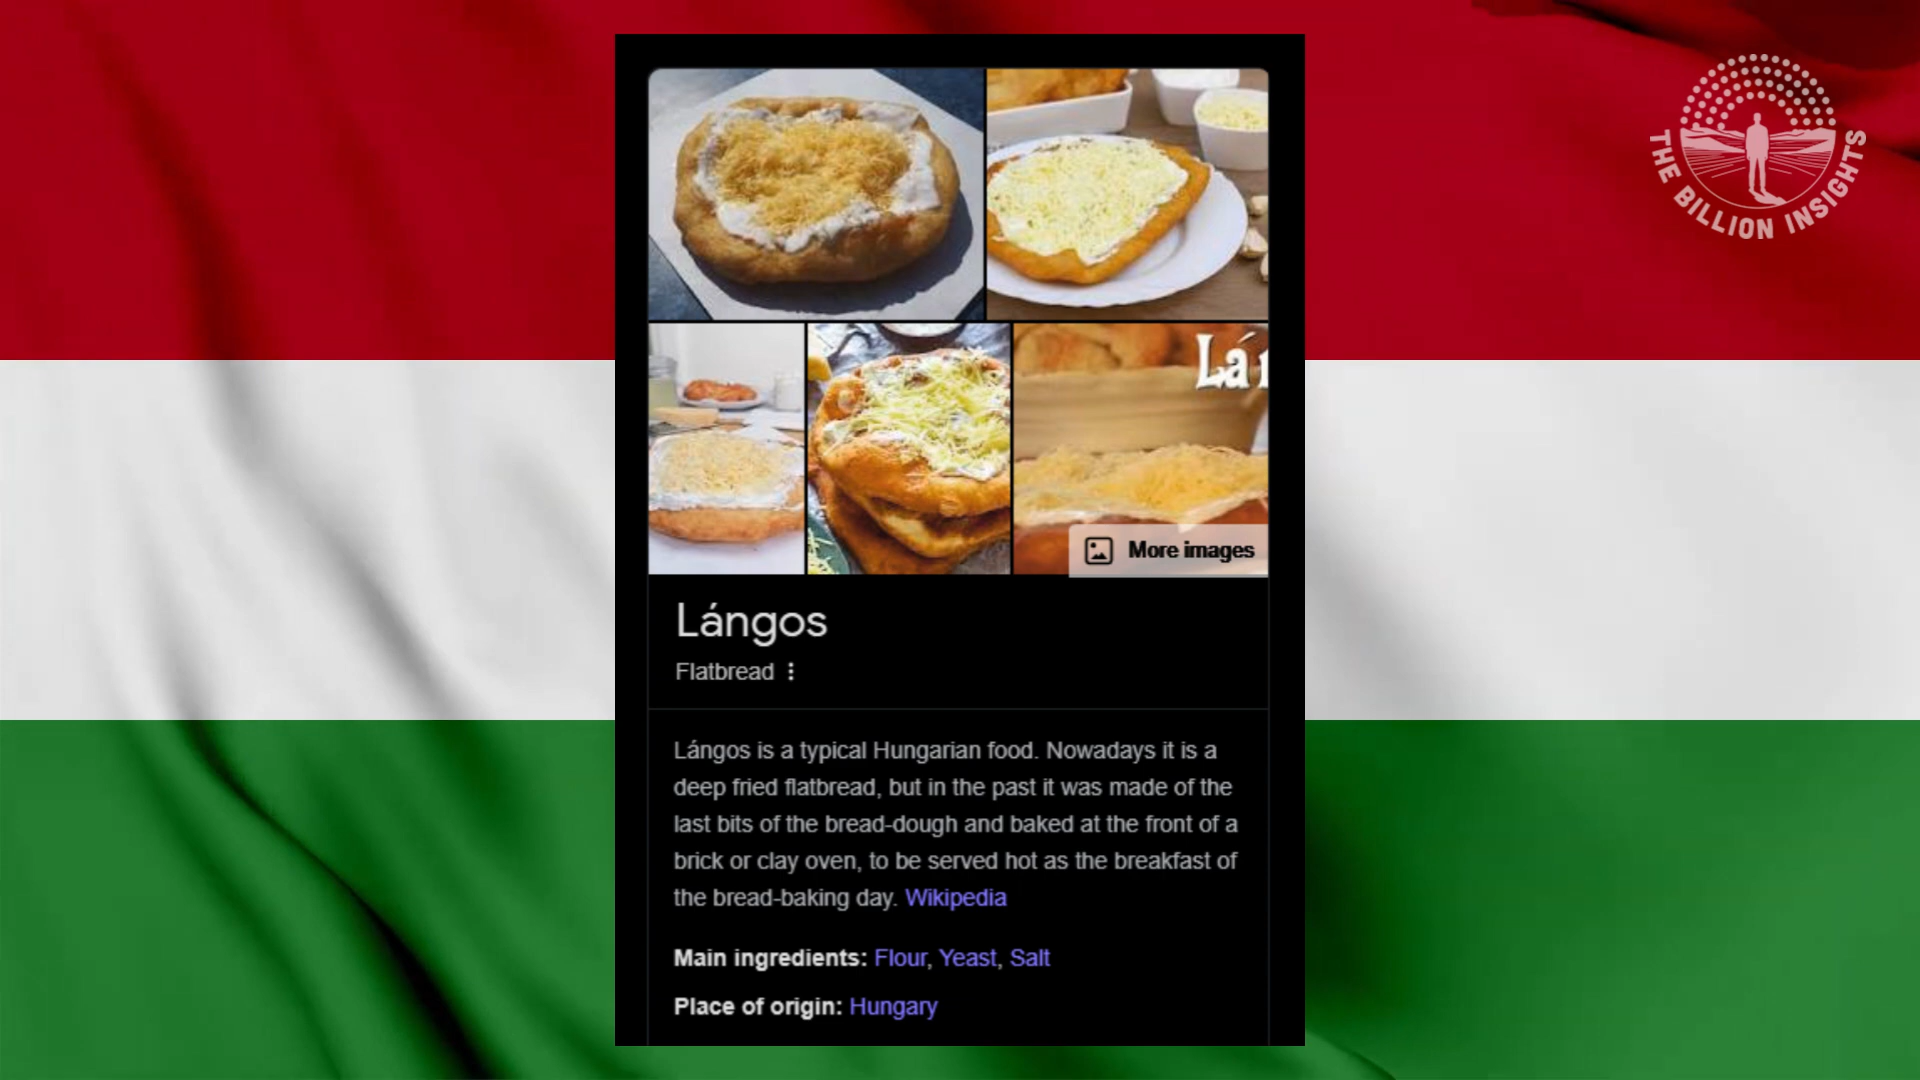 THE BILLION INSIGHTS
Lá
More images
Lángos
Flatbread
Lángos is a typical Hungarian food. Nowadays it is a
deep fried flatbread, but in the past it was made of the
last bits of the bread-dough and baked at the front of a
brick or clay oven, to be served hot as the breakfast of
the bread-baking day. Wikipedia
Main ingredients: Flour, Yeast, Salt
Place of origin: Hungary